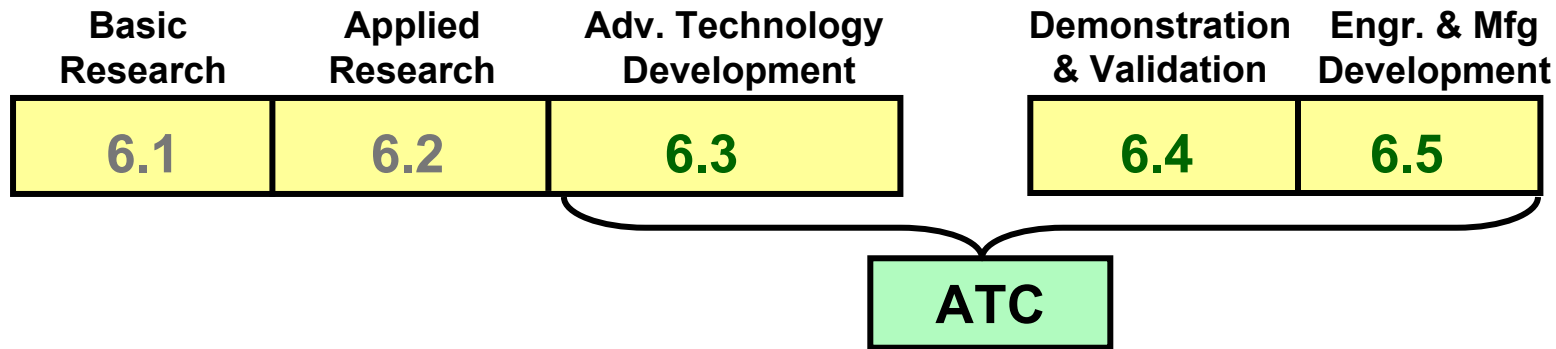 Basic
Research
Applied
Research
Adv. Technology
Development
Demonstration
& Validation
Engr. & Mfg
Development
6.1
6.2
6.3
6.4
6.5
ATC